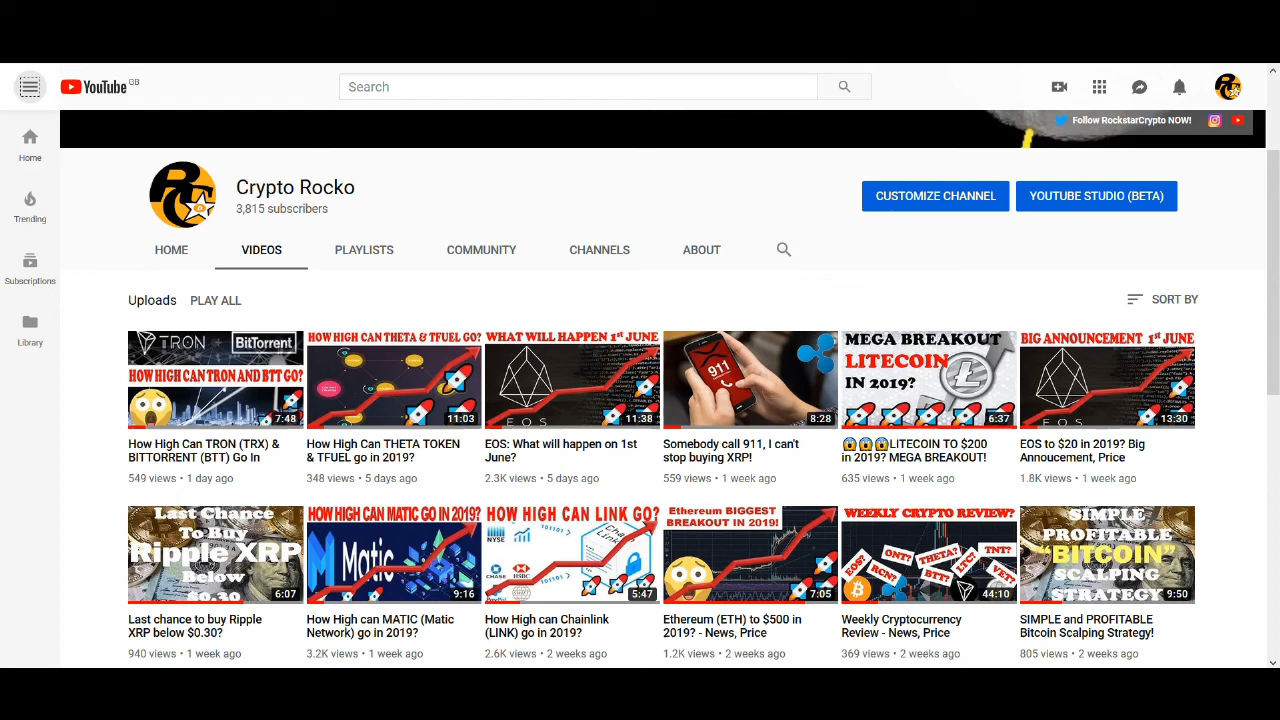 YouTube GB
Search
Follow RockstarCrypto NOW!
Home
Trending
Subscriptions
Library
Crypto Rocko
3,815 subscribers
CUSTOMIZE CHANNEL
YOUTUBE STUDIO (BETA)
HOME VIDEOS PLAYLISTS COMMUNITY CHANNELS ABOUT
Uploads PLAY ALL
SORT BY
TRON + BitTorrent
HOW HIGH CAN TRON AND BTT GO?
7:48
How High Can TRON (TRX) &
BITTORRENT (BTT) Go In
549 views • 1 day ago
HOW HIGH CAN THETA & TFUEL GO?
11:03
How High Can THETA TOKEN
& TFUEL go in 2019?
348 views • 5 days ago
WHAT WILL HAPPEN 1ST JUNE
EOS
11:38
EOS: What will happen on 1st
June?
2.3K views • 5 days ago
911
8:28
Somebody call 911, I can't
stop buying XRP!
559 views • 1 week ago
MEGA BREAKOUT
LITECOIN
IN 2019?
6:37
😱😱😱LITECOIN TO $200
in 2019? MEGA BREAKOUT!
635 views • 1 week ago
BIG ANNOUNCEMENT 1ST JUNE
EOS
13:30
EOS to $20 in 2019? Big
Annoucement, Price
1.8K views • 1 week ago
Last Chance
To Buy
Ripple XRP
Below
$0.30
6:07
Last chance to buy Ripple
XRP below $0.30?
940 views • 1 week ago
HOW HIGH CAN MATIC GO IN 2019?
Matic
9:16
How High can MATIC (Matic
Network) go in 2019?
3.2K views • 1 week ago
HOW HIGH CAN LINK GO?
NYSE
CHASE
HSBC
5:47
How High can Chainlink
(LINK) go in 2019?
2.6K views • 2 weeks ago
Ethereum BIGGEST
BREAKOUT IN 2019!
7:05
Ethereum (ETH) to $500 in
2019? - News, Price
1.2K views • 2 weeks ago
WEEKLY CRYPTO REVIEW?
EOS?
RCN?
ONT?
BTT?
THETA?
LTC?
TNT?
VET?
44:10
Weekly Cryptocurrency
Review - News, Price
369 views • 2 weeks ago
SIMPLE
PROFITABLE
"BITCOIN"
SCALPING
STRATEGY
9:50
SIMPLE and PROFITABLE
Bitcoin Scalping Strategy!
805 views • 2 weeks ago